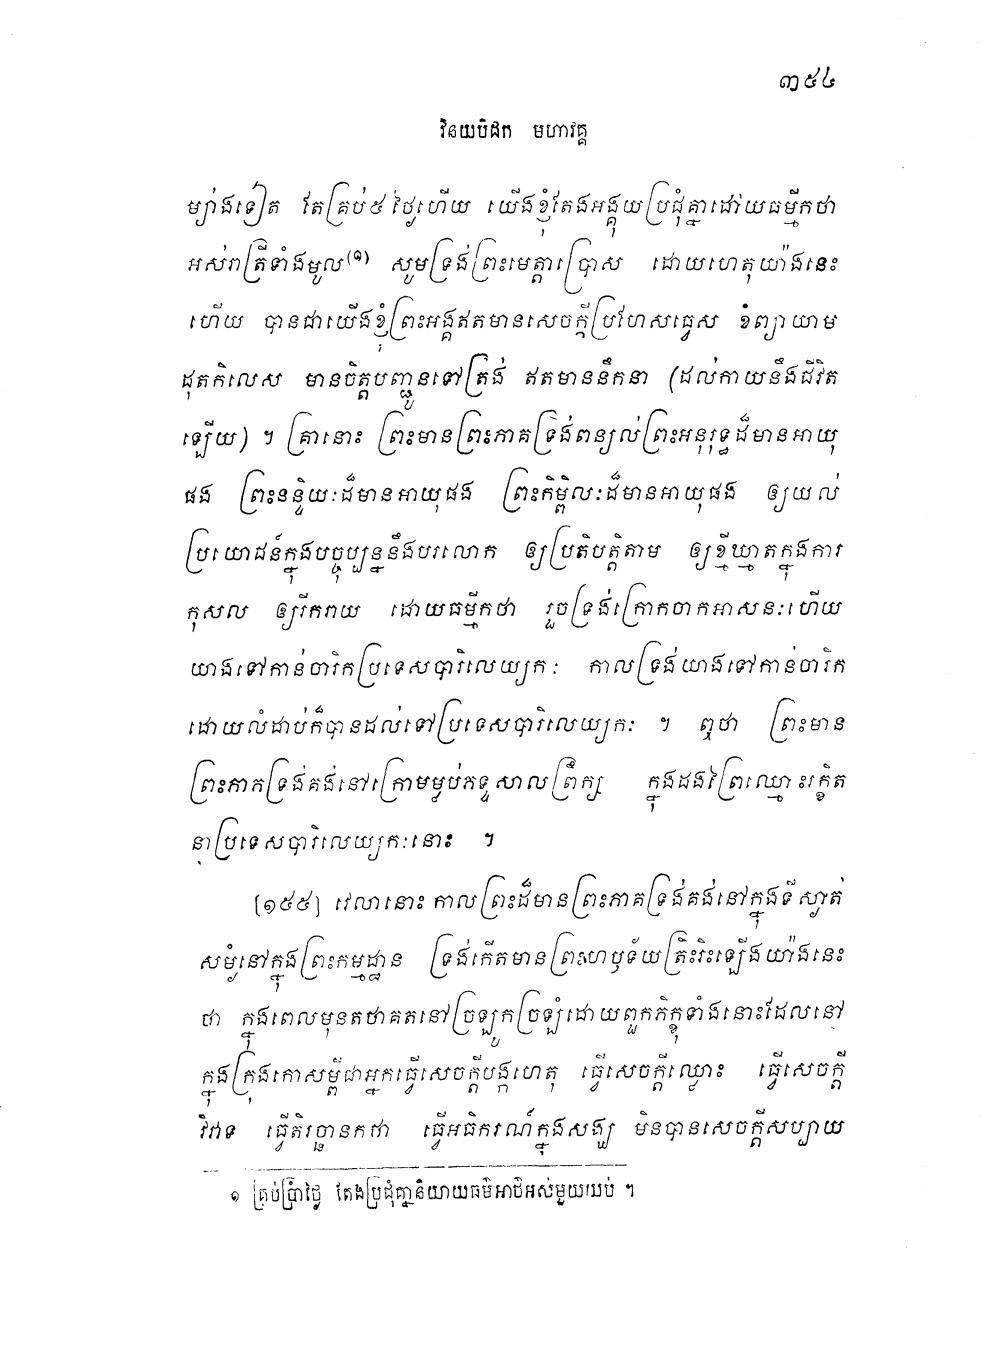 ៣៥៤
វិនយបិដក មហាវគ្គ
ម្យ៉ាងទៀត តែគ្រប់៥ថ្ងៃហើយ យើងខ្ញុំតែងអង្គុយប្រជុំគ្នាដោយធម្មីកថា
អស់រាត្រីទាំងមូល(១) សូមទ្រង់ព្រះមេត្តាប្រោស ដោយហេតុយ៉ាងនេះ
ហើយ បានជាយើងខ្ញុំព្រះអង្គឥតមានសេចក្តីប្រហែសធ្វេស ខំព្យាយាម
ដុតកិលេស មានចិត្តបញ្ជូនទៅត្រង់ ឥតមាននឹកនា (ដល់កាយនឹងជីវិត
ឡើយ) ។ គ្រានោះ ព្រះមានព្រះភាគទ្រង់ពន្យល់ព្រះអនុរុទ្ធដ៏មានអាយុ
ផង ព្រះនន្ទិយៈដ៏មានអាយុផង ព្រះកិម្ពិលៈដ៏មានអាយុផង ឲ្យយល់
ប្រយោជន៍ក្នុងបច្ចុប្បន្ននឹងបរលោក ឲ្យប្រតិបត្តិតាម ឲ្យខ្មីឃ្មាតក្នុងការ
កុសល ឲ្យរីករាយ ដោយធម្មីកថា រួចទ្រង់ក្រោកចាកអាសនៈហើយ
យាងទៅកាន់ចារិកប្រទេសបារិលេយ្យកៈ កាលទ្រង់យាងទៅកាន់ចារិក
ដោយលំដាប់ក៏បានដល់ទៅប្រទេសបារិលេយ្យកៈ ។ ឮថា ព្រះមាន
ព្រះភាគទ្រង់គង់នៅក្រោមម្លប់ភទ្ទសាលព្រឹក្ស ក្នុងដងព្រៃឈ្មោះរក្ខិត
នាប្រទេសបារិលេយ្យកៈនោះ ។
[១៥៥] វេលានោះ កាលព្រះដ៏មានព្រះភាគទ្រង់គង់នៅក្នុងទីស្ងាត់
សម្ងំនៅក្នុងព្រះកម្មដ្ឋាន ទ្រង់កើតមានព្រះហឫទ័យត្រិះរិះឡើងយ៉ាងនេះ
ថា ក្នុងពេលមុនតថាគតនៅច្រឡូកច្រឡំដោយពួកភិក្ខុទាំងនោះដែលនៅ
ក្នុងក្រុងកោសម្ពីជាអ្នកធ្វើសេចក្តីបង្កហេតុ ធ្វើសេចក្តីឈ្លោះ ធ្វើសេចក្តី
វិវាទ ធ្វើតិរច្ឆានកថា ធ្វើអធិករណ៍ក្នុងសង្ឃ មិនបានសេចក្តីសប្បាយ
១ គ្រប់ប្រាំថ្ងៃ តែងប្រជុំគ្នានិយាយធម៌អាថ៌អស់មួយយប់ ។